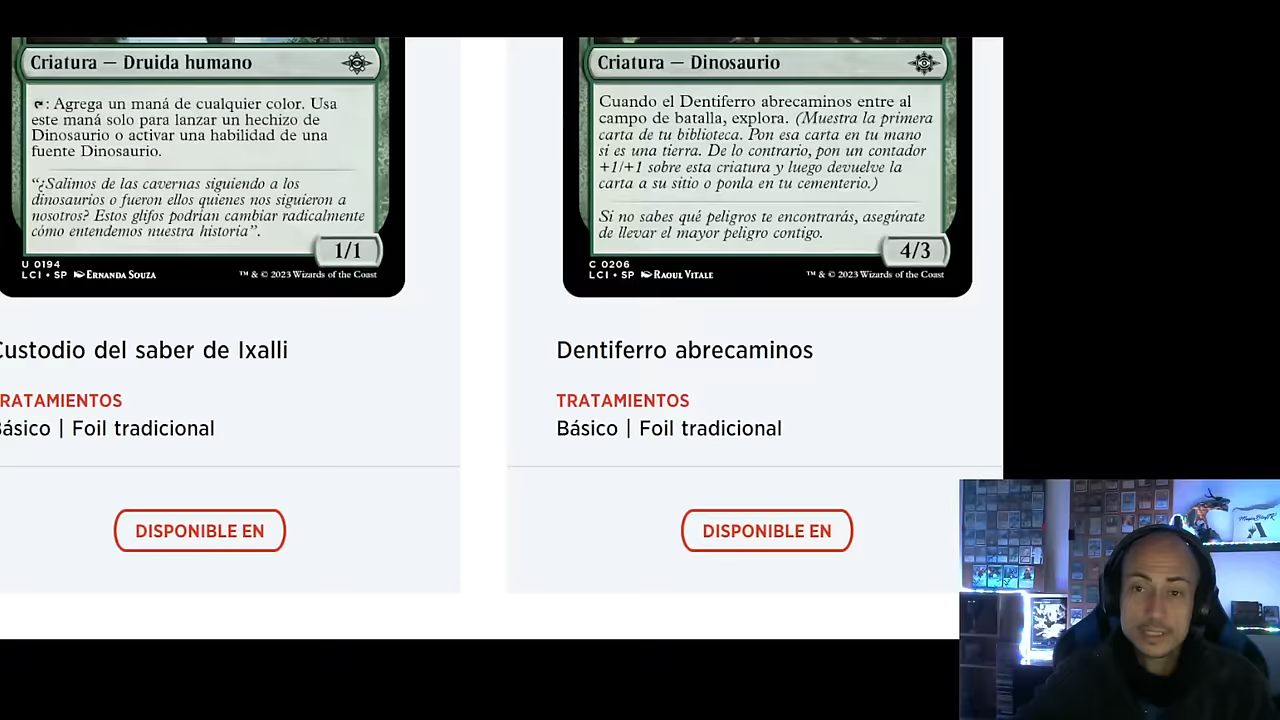 Criatura — Druida humano
: Agrega un maná de cualquier color. Usa
este maná solo para lanzar un hechizo de
Dinosaurio o activar una habilidad de una
fuente Dinosaurio.
“¿Salimos de las cavernas siguiendo a los
dinosaurios o fueron ellos quienes nos siguieron a
nosotros? Estos glifos podrían cambiar radicalmente
cómo entendemos nuestra historia”.
1/1
U 0194
LCI • SP ERNANDA SOUZA
™ & © 2023 Wizards of the Coast
Custodio del saber de Ixalli
TRATAMIENTOS
Básico | Foil tradicional
DISPONIBLE EN
Criatura — Dinosaurio
Cuando el Dentiferro abrecaminos entre al
campo de batalla, explora. (Muestra la primera
carta de tu biblioteca. Pon esa carta en tu mano
si es una tierra. De lo contrario, pon un contador
+1/+1 sobre esta criatura y luego devuelve la
carta a su sitio o ponla en tu cementerio.)
Si no sabes qué peligros te encontrarás, asegúrate
de llevar el mayor peligro contigo.
4/3
C 0206
LCI • SP RAOUL VITALE
™ & © 2023 Wizards of the Coast
Dentiferro abrecaminos
TRATAMIENTOS
Básico | Foil tradicional
DISPONIBLE EN